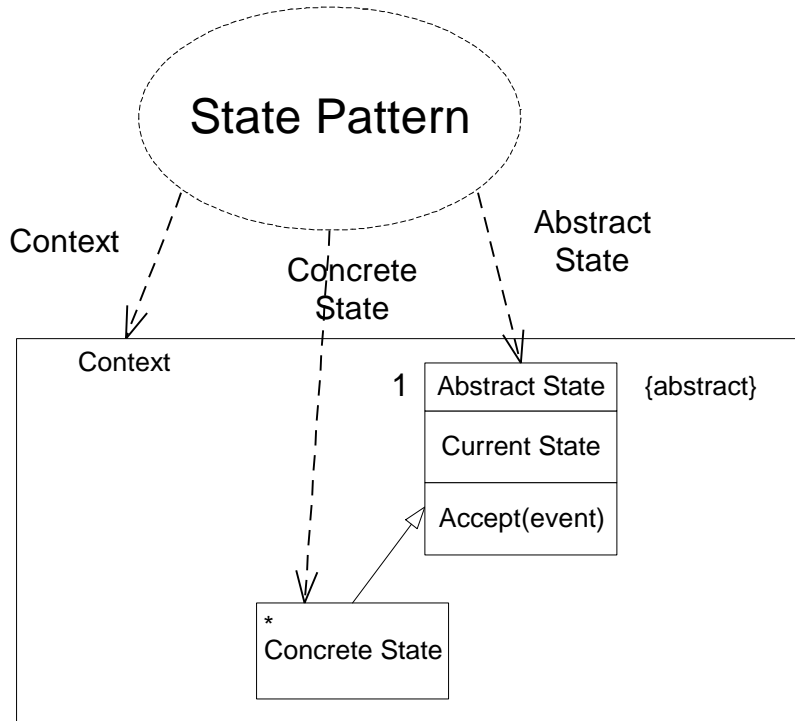 State Pattern
Context
Abstract
State
Concrete
State
Context
1
Abstract State
{abstract}
Current State
Accept(event)
*
Concrete State